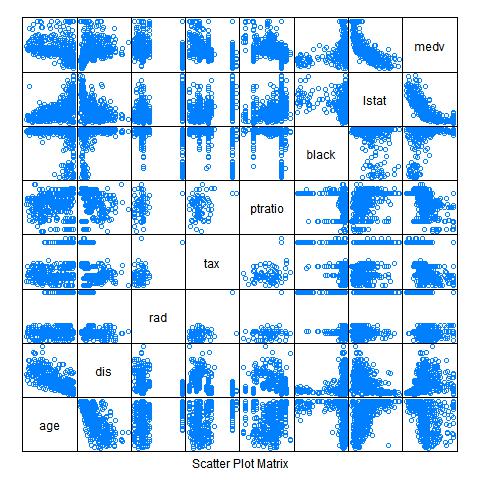 medv
lstat
black
ptratio
tax
rad
dis
age
Scatter Plot Matrix